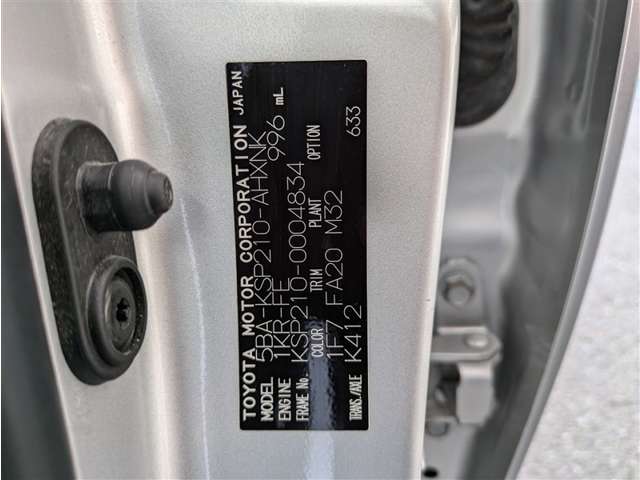 TOYOTA MOTOR CORPORATION JAPAN
MODEL 5BA-KSP210-AHXNK
ENGINE 1KR-FE 996 mL
FRAME No. KSP210-0004834
COLOR TRIM PLANT OPTION
1F7 FA20 M32 633
TRANS./AXLE K412